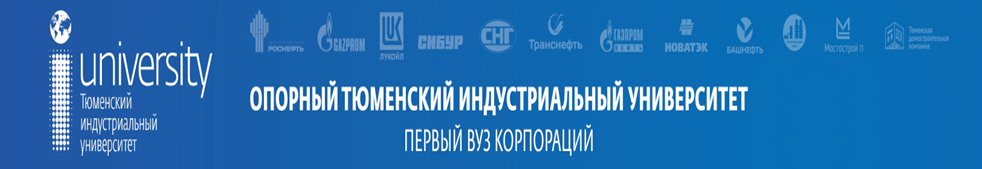 university
Тюменский
индустриальный
университет
РОСНЕФТЬ
GAZPROM
ЛУКОЙЛ
СИБУР
СНГ
Транснефть
ГАЗПРОМ
НЕФТЬ
НОВАТЭК
БАШНЕФТЬ
Мостострой 11
Тюменская
домостроительная
компания
ОПОРНЫЙ ТЮМЕНСКИЙ ИНДУСТРИАЛЬНЫЙ УНИВЕРСИТЕТ
ПЕРВЫЙ ВУЗ КОРПОРАЦИЙ